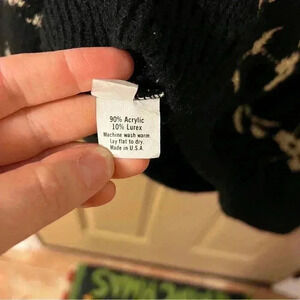 90% Acrylic
10% Lurex
Machine wash warm
lay flat to dry.
Made in U.S.A